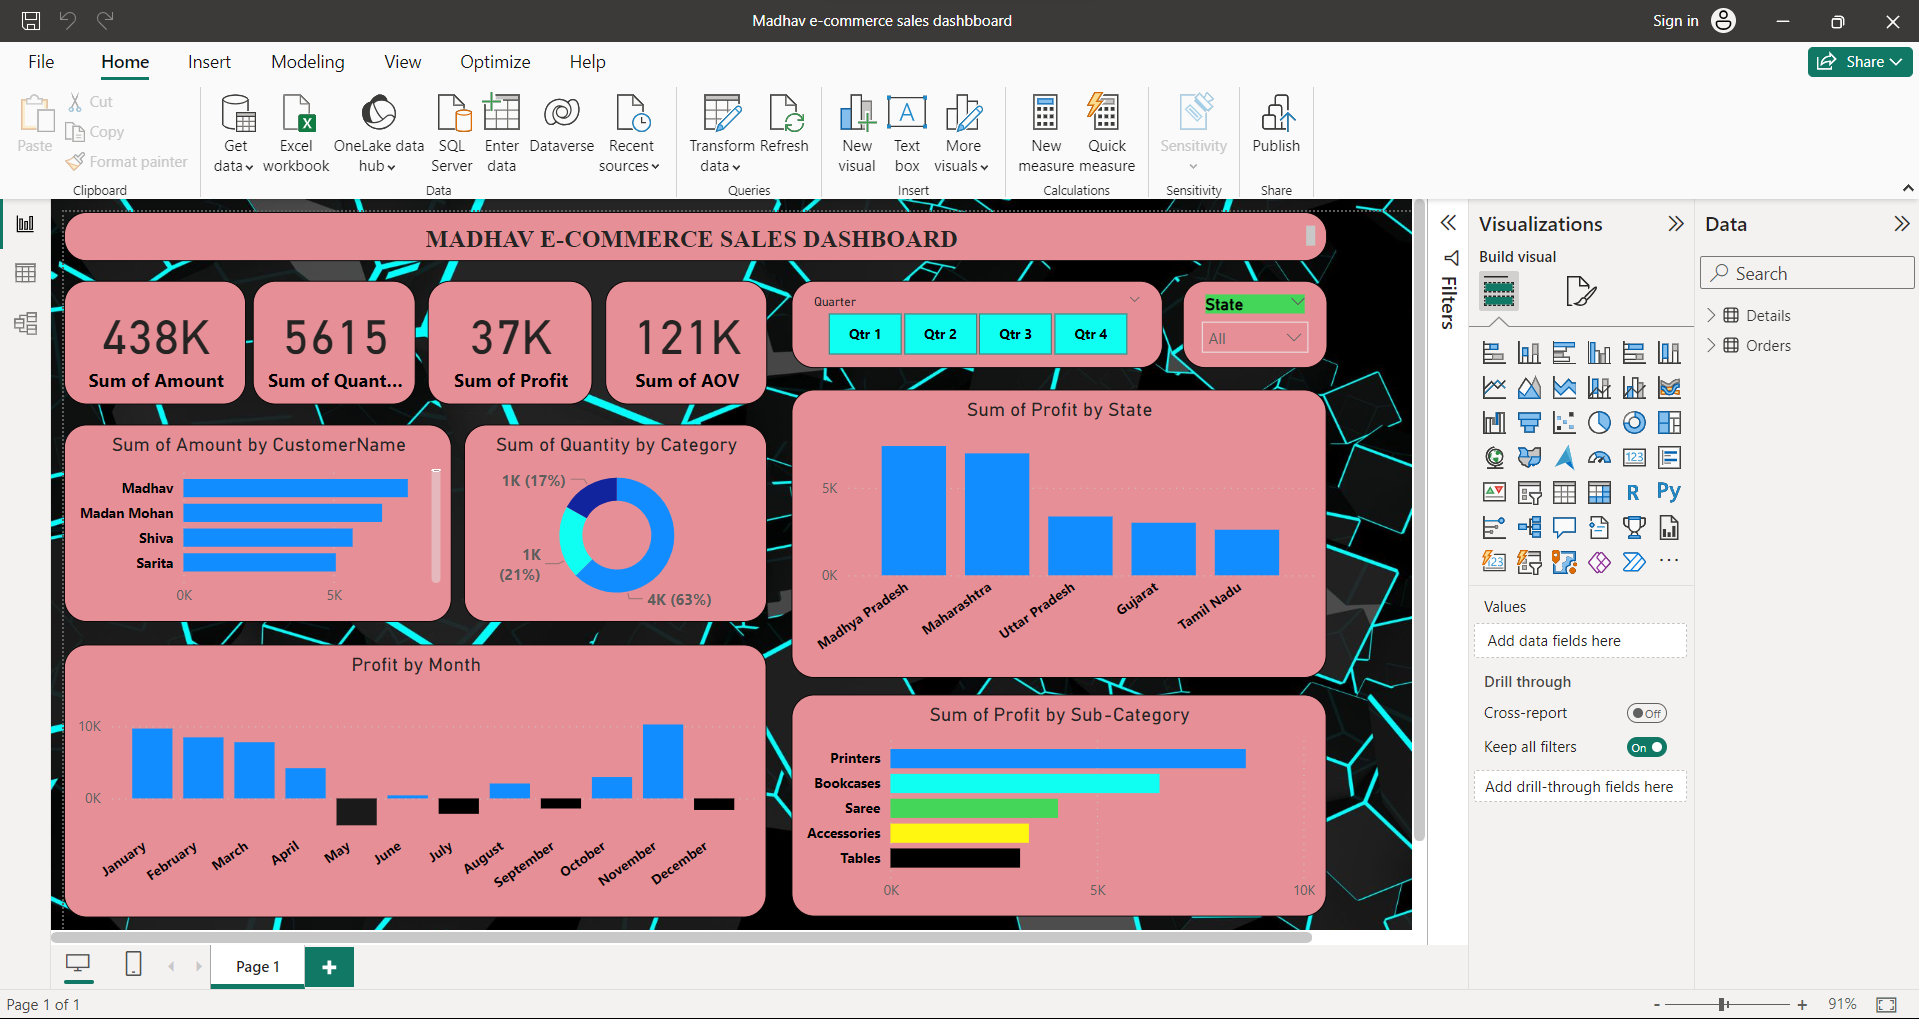 Madhav e-commerce sales dashbboard
Sign in
File Home Insert Modeling View Optimize Help
Share
Paste
Cut
Copy
Format painter
Clipboard
Get data
Excel workbook
OneLake data hub
SQL Server
Enter data
Dataverse
Recent sources
Data
Transform data
Refresh
Queries
New visual
Text box
More visuals
Insert
New measure
Quick measure
Calculations
Sensitivity
Sensitivity
Publish
Share
MADHAV E-COMMERCE SALES DASHBOARD
438K
Sum of Amount
5615
Sum of Quant...
37K
Sum of Profit
121K
Sum of AOV
Quarter
Qtr 1 Qtr 2 Qtr 3 Qtr 4
State
All
Sum of Amount by CustomerName
Madhav
Madan Mohan
Shiva
Sarita
0K 5K
Sum of Quantity by Category
1K (17%)
1K
(21%)
4K (63%)
Sum of Profit by State
5K
0K
Madhya Pradesh
Maharashtra
Uttar Pradesh
Gujarat
Tamil Nadu
Profit by Month
10K
0K
January
February
March
April
May
June
July
August
September
October
November
December
Sum of Profit by Sub-Category
Printers
Bookcases
Saree
Accessories
Tables
0K 5K 10K
Filters
Visualizations
Build visual
123
R
Py
123
Values
Add data fields here
Drill through
Cross-report
Off
Keep all filters
On
Add drill-through fields here
Data
Search
Details
Orders
Page 1
+
Page 1 of 1
- + 91%